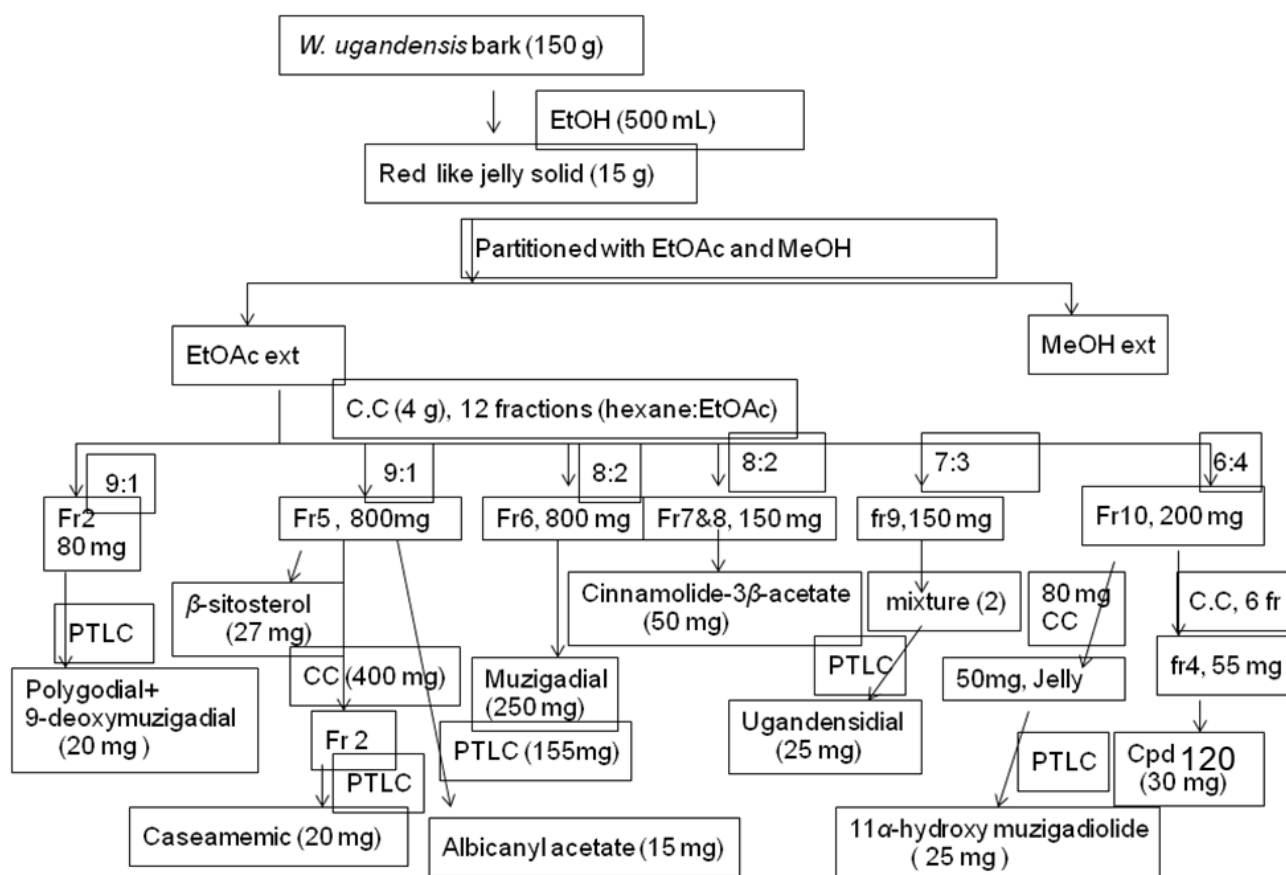 W. ugandensis bark (150 g)
EtOH (500 mL)
Red like jelly solid (15 g)
Partitioned with EtOAc and MeOH
EtOAc ext
MeOH ext
C.C (4 g), 12 fractions (hexane:EtOAc)
9:1
9:1
8:2
8:2
7:3
6:4
Fr2
80 mg
Fr5, 800mg
Fr6, 800 mg
Fr7&8, 150 mg
fr9, 150 mg
Fr10, 200 mg
PTLC
β-sitosterol
(27 mg)
Cinnamolide-3β-acetate
(50 mg)
mixture (2)
80 mg
CC
C.C, 6 fr
Polygodial+
9-deoxymuzigadial
(20 mg )
CC (400 mg)
Muzigadial
(250 mg)
PTLC
50mg, Jelly
fr4, 55 mg
Fr 2
PTLC (155mg)
Ugandensidial
(25 mg)
PTLC
Cpd 120
(30 mg)
PTLC
Caseamemic (20 mg)
Albicanyl acetate (15 mg)
11α-hydroxy muzigadiolide
( 25 mg )